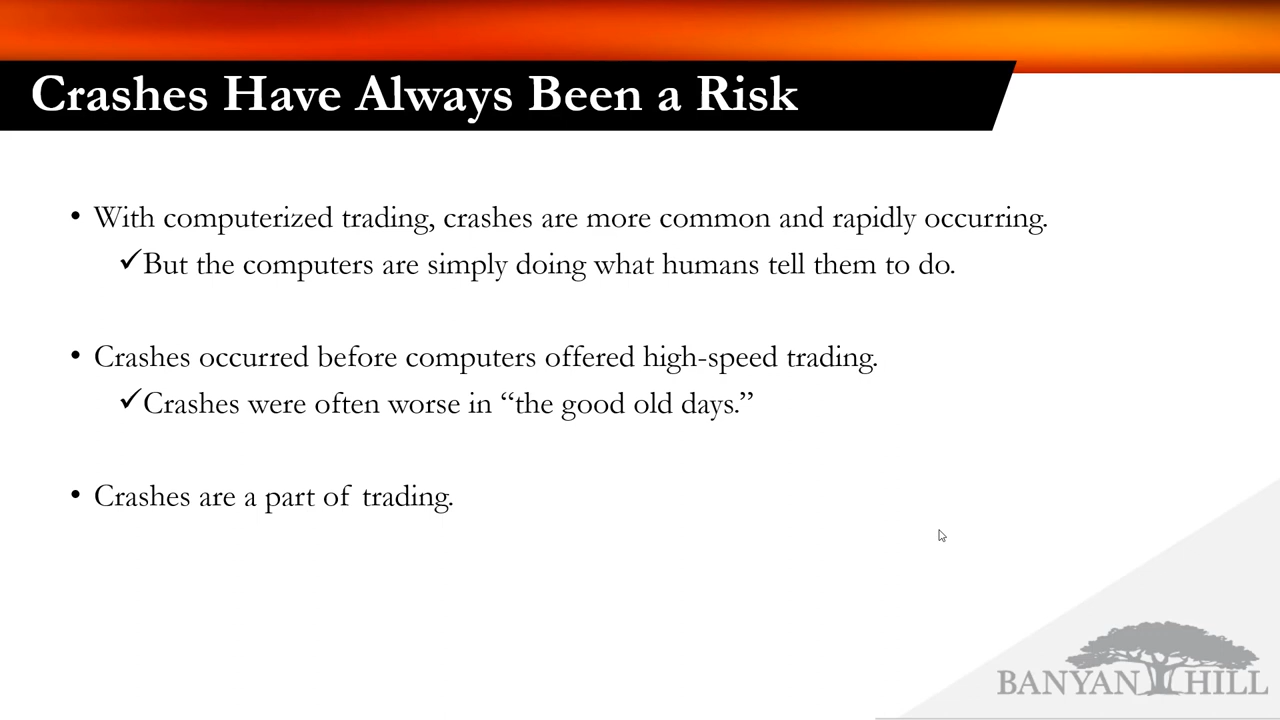 Crashes Have Always Been a Risk
• With computerized trading, crashes are more common and rapidly occurring.
✓But the computers are simply doing what humans tell them to do.
• Crashes occurred before computers offered high-speed trading.
✓Crashes were often worse in “the good old days.”
• Crashes are a part of trading.
BANYAN HILL